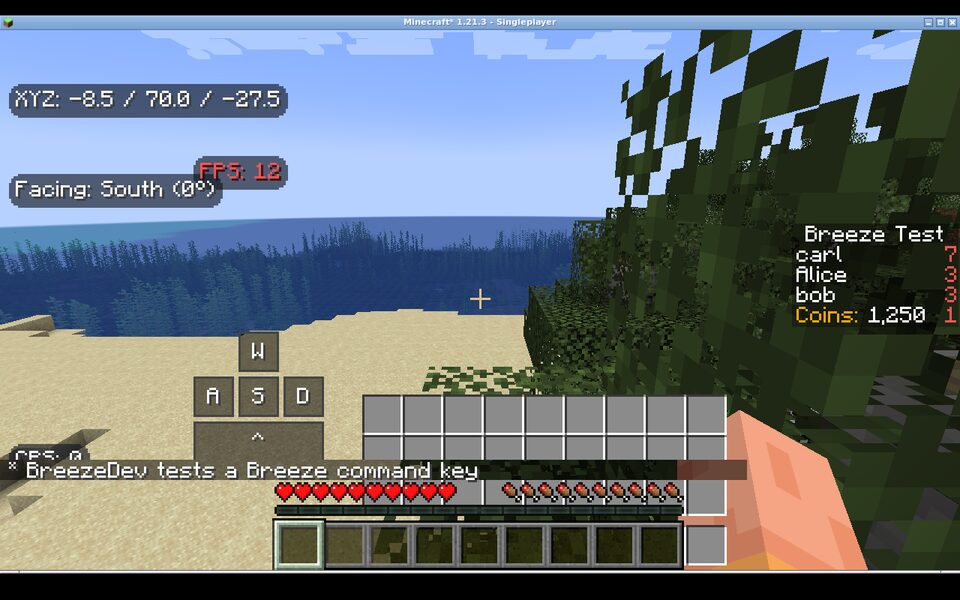 Minecraft* 1.21.3 - Singleplayer
XYZ: -8.5 / 70.0 / -27.5
FPS: 12
Facing: South (0°)
Breeze Test
carl 7
Alice 3
bob 3
Coins: 1,250 1
W
A S D
^
CPS: 0
* BreezeDev tests a Breeze command key